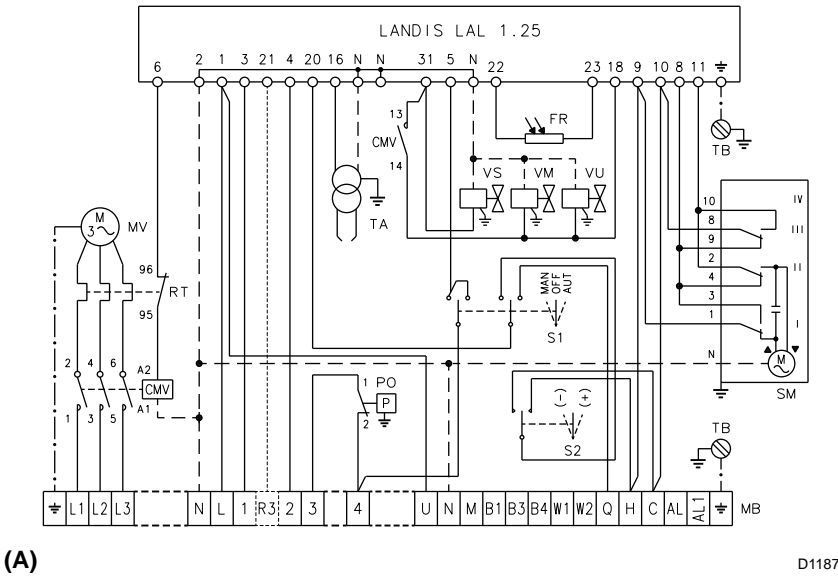 LANDIS LAL 1.25
6 2 1 3 21 4 20 16 N N 31 5 N 22 23 18 9 10 8 11
13
CMV
14
FR
TB
VS VM VU
TA
10 IV
8 III
9
2 II
4
3
1 I
N
M
SM
M
3
MV
96
RT
95
MAN
OFF
AUT
S1
2 4 6 A2
CMV
1 3 5 A1
1 PO
P
2
(-) (+)
S2
TB
L1 L2 L3 N L 1 R3 2 3 4 U N M B1 B3 B4 W1 W2 Q H C AL AL1 MB
(A)
D1187